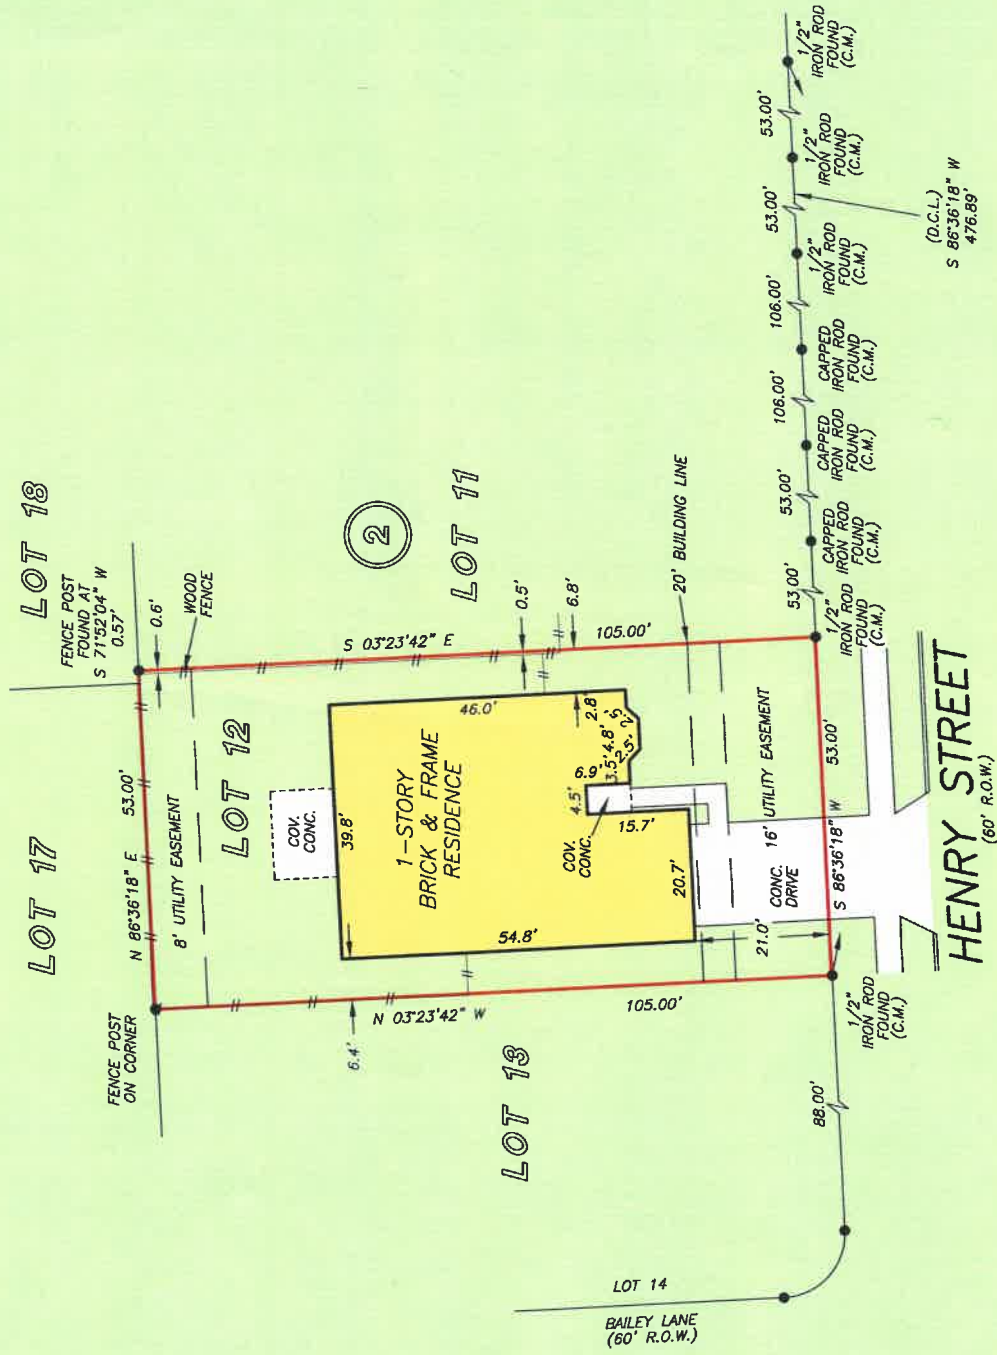 LOT 18
FENCE POST
FOUND AT
S 71°52'04" W
0.57'
0.6'
WOOD
FENCE
LOT 17
N 86°36'18" E 53.00'
8' UTILITY EASEMENT
FENCE POST
ON CORNER
LOT 12
2
LOT 11
S 03°23'42" E
105.00'
0.5'
6.8'
20' BUILDING LINE
COV.
CONC.
39.8'
46.0'
1-STORY
BRICK & FRAME
RESIDENCE
2.8'
2.5'
4.8'
2.5'
3.5'
6.9'
4.5'
COV.
CONC.
15.7'
20.7'
54.8'
N 03°23'42" W
105.00'
6.4'
LOT 13
16' UTILITY EASEMENT
CONC.
DRIVE
21.0'
53.00'
S 86°36'18" W
1/2"
IRON ROD
FOUND
(C.M.)
HENRY STREET
(60' R.O.W.)
88.00'
LOT 14
BAILEY LANE
(60' R.O.W.)
53.00'
1/2"
IRON ROD
FOUND
(C.M.)
53.00'
CAPPED
IRON ROD
FOUND
(C.M.)
106.00'
CAPPED
IRON ROD
FOUND
(C.M.)
106.00'
CAPPED
IRON ROD
FOUND
(C.M.)
53.00'
1/2"
IRON ROD
FOUND
(C.M.)
53.00'
1/2"
IRON ROD
FOUND
(C.M.)
1/2"
IRON ROD
FOUND
(C.M.)
(D.C.L.)
S 86°36'18" W
476.89'